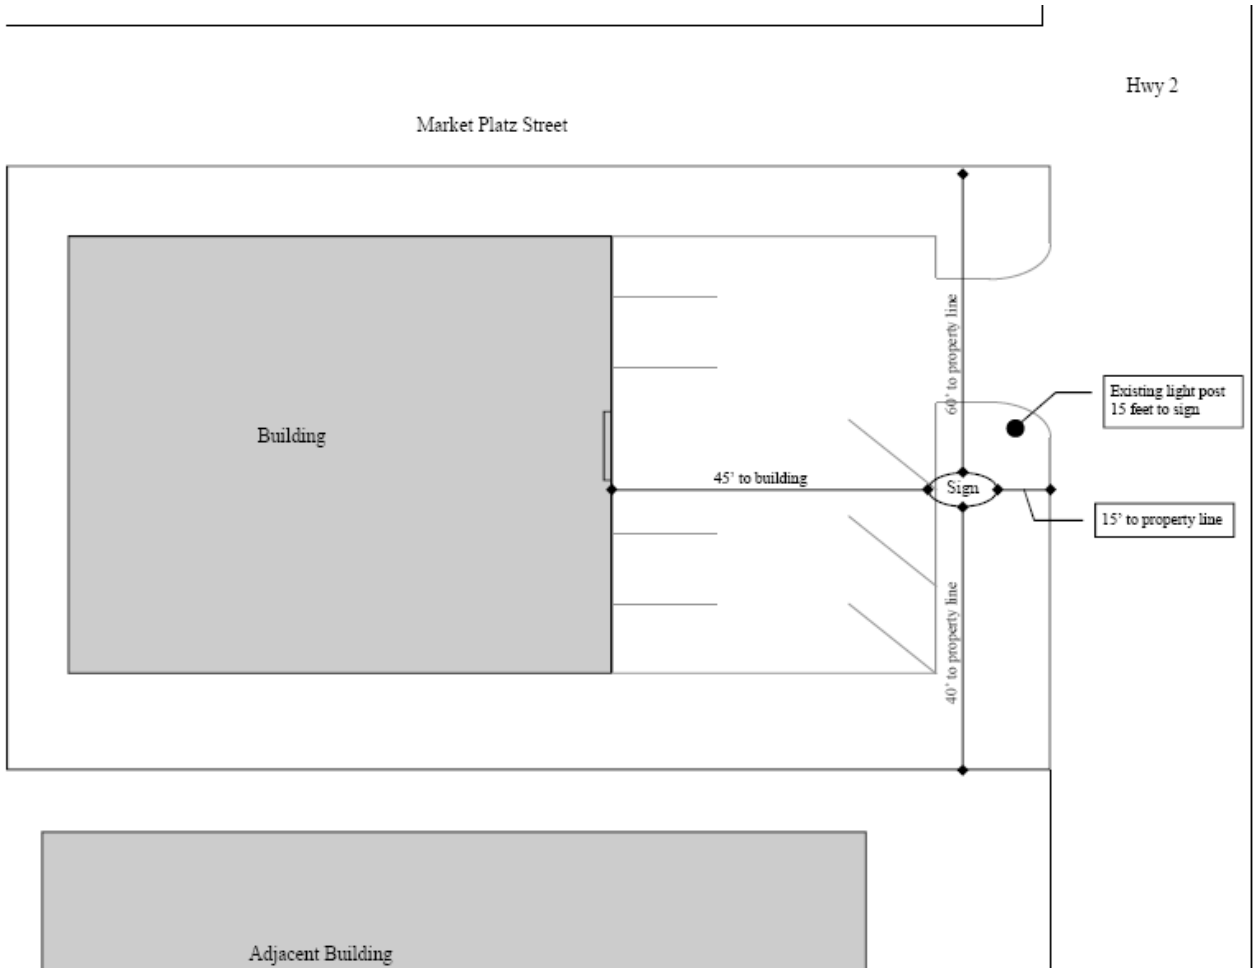 Hwy 2
Market Platz Street
60’ to property line
Existing light post
15 feet to sign
Building
45’ to building
Sign
15’ to property line
40’ to property line
Adjacent Building